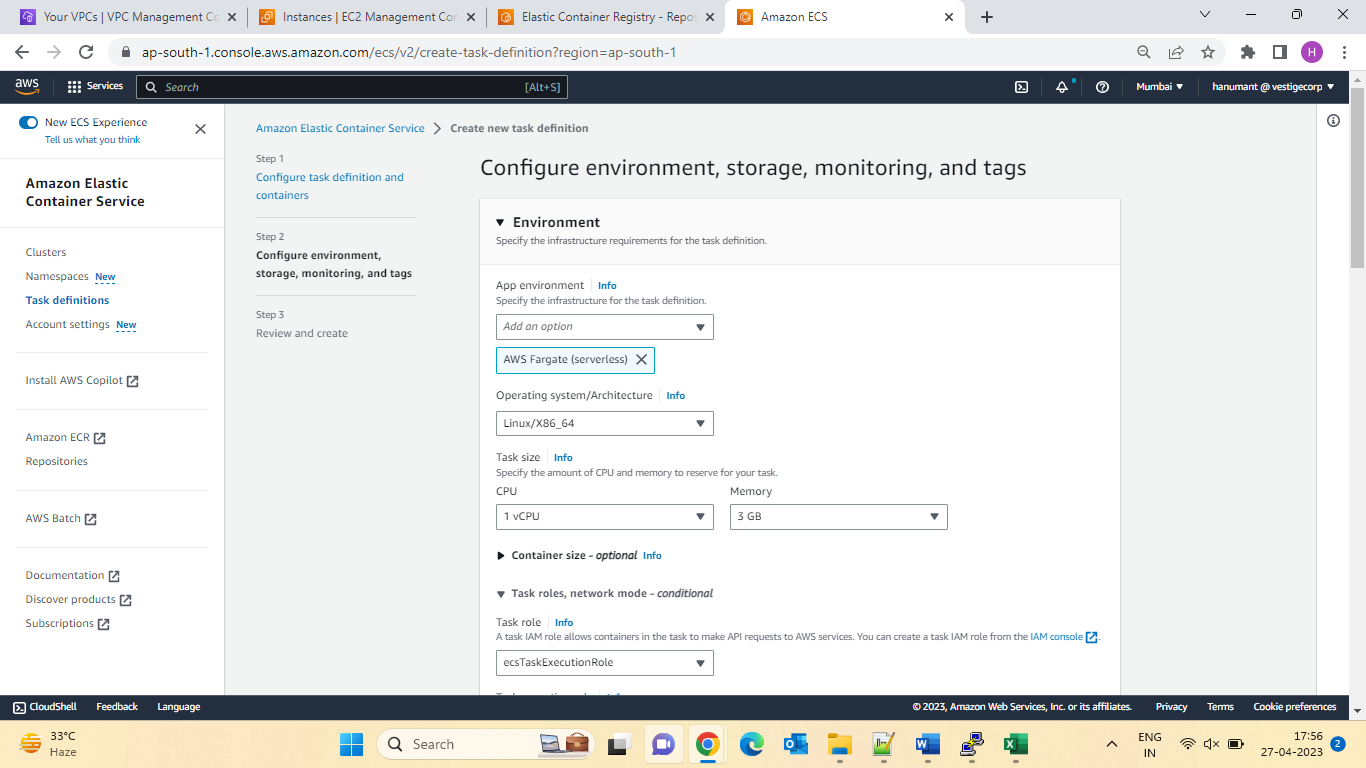 Your VPCs | VPC Management Co
Instances | EC2 Management Con
Elastic Container Registry - Repos
Amazon ECS
ap-south-1.console.aws.amazon.com/ecs/v2/create-task-definition?region=ap-south-1
H
aws
Services
Search
[Alt+S]
Mumbai
hanumant @ vestigecorp
New ECS Experience
Tell us what you think
Amazon Elastic
Container Service
Clusters
Namespaces New
Task definitions
Account settings New
Install AWS Copilot
Amazon ECR
Repositories
AWS Batch
Documentation
Discover products
Subscriptions
Amazon Elastic Container Service
Create new task definition
Step 1
Configure task definition and
containers
Step 2
Configure environment,
storage, monitoring, and tags
Step 3
Review and create
Configure environment, storage, monitoring, and tags
Environment
Specify the infrastructure requirements for the task definition.
App environment Info
Specify the infrastructure for the task definition.
Add an option
AWS Fargate (serverless)
Operating system/Architecture Info
Linux/X86_64
Task size Info
Specify the amount of CPU and memory to reserve for your task.
CPU
Memory
1 vCPU
3 GB
Container size - optional Info
Task roles, network mode - conditional
Task role Info
A task IAM role allows containers in the task to make API requests to AWS services. You can create a task IAM role from the IAM console.
ecsTaskExecutionRole
CloudShell
Feedback
Language
© 2023, Amazon Web Services, Inc. or its affiliates.
Privacy
Terms
Cookie preferences
33°C
Haze
Search
ENG
IN
17:56
27-04-2023
2